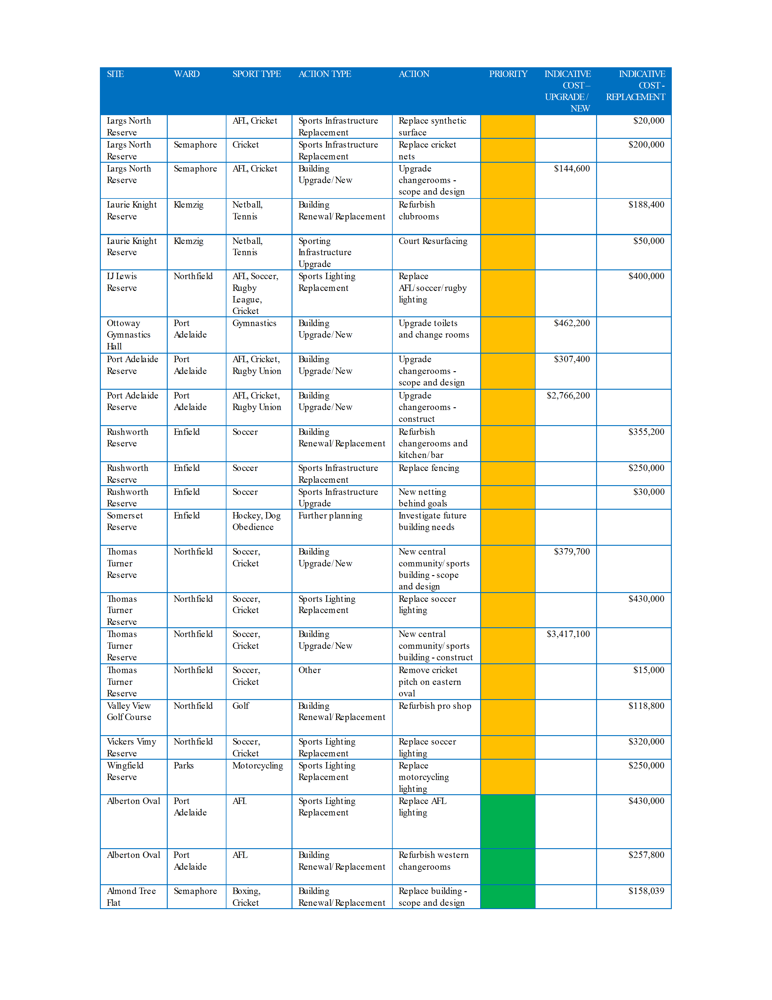 SITE
WARD
SPORT TYPE
ACTION TYPE
ACTION
PRIORITY
INDICATIVE
COST –
UPGRADE /
NEW
INDICATIVE
COST -
REPLACEMENT
Largs North
Reserve
AFL, Cricket
Sports Infrastructure
Replacement
Replace synthetic
surface
$20,000
Largs North
Reserve
Semaphore
Cricket
Sports Infrastructure
Replacement
Replace cricket
nets
$200,000
Largs North
Reserve
Semaphore
AFL, Cricket
Building
Upgrade/New
Upgrade
changerooms -
scope and design
$144,600
Laurie Knight
Reserve
Klemzig
Netball,
Tennis
Building
Renewal/Replacement
Refurbish
clubrooms
$188,400
Laurie Knight
Reserve
Klemzig
Netball,
Tennis
Sporting
Infrastructure
Upgrade
Court Resurfacing
$50,000
LJ Lewis
Reserve
Northfield
AFL, Soccer,
Rugby
League,
Cricket
Sports Lighting
Replacement
Replace
AFL/soccer/rugby
lighting
$400,000
Ottoway
Gymnastics
Hall
Port
Adelaide
Gymnastics
Building
Upgrade/New
Upgrade toilets
and change rooms
$462,200
Port Adelaide
Reserve
Port
Adelaide
AFL, Cricket,
Rugby Union
Building
Upgrade/New
Upgrade
changerooms -
scope and design
$307,400
Port Adelaide
Reserve
Port
Adelaide
AFL, Cricket,
Rugby Union
Building
Upgrade/New
Upgrade
changerooms -
construct
$2,766,200
Rushworth
Reserve
Enfield
Soccer
Building
Renewal/Replacement
Refurbish
changerooms and
kitchen/bar
$355,200
Rushworth
Reserve
Enfield
Soccer
Sports Infrastructure
Replacement
Replace fencing
$250,000
Rushworth
Reserve
Enfield
Soccer
Sports Infrastructure
Upgrade
New netting
behind goals
$30,000
Somerset
Reserve
Enfield
Hockey, Dog
Obedience
Further planning
Investigate future
building needs
Thomas
Turner
Reserve
Northfield
Soccer,
Cricket
Building
Upgrade/New
New central
community/sports
building - scope
and design
$379,700
Thomas
Turner
Reserve
Northfield
Soccer,
Cricket
Sports Lighting
Replacement
Replace soccer
lighting
$430,000
Thomas
Turner
Reserve
Northfield
Soccer,
Cricket
Building
Upgrade/New
New central
community/sports
building - construct
$3,417,100
Thomas
Turner
Reserve
Northfield
Soccer,
Cricket
Other
Remove cricket
pitch on eastern
oval
$15,000
Valley View
Golf Course
Northfield
Golf
Building
Renewal/Replacement
Refurbish pro shop
$118,800
Vickers Vimy
Reserve
Northfield
Soccer,
Cricket
Sports Lighting
Replacement
Replace soccer
lighting
$320,000
Wingfield
Reserve
Parks
Motorcycling
Sports Lighting
Replacement
Replace
motorcycling
lighting
$250,000
Alberton Oval
Port
Adelaide
AFL
Sports Lighting
Replacement
Replace AFL
lighting
$430,000
Alberton Oval
Port
Adelaide
AFL
Building
Renewal/Replacement
Refurbish western
changerooms
$257,800
Almond Tree
Flat
Semaphore
Boxing,
Cricket
Building
Renewal/Replacement
Replace building -
scope and design
$158,039